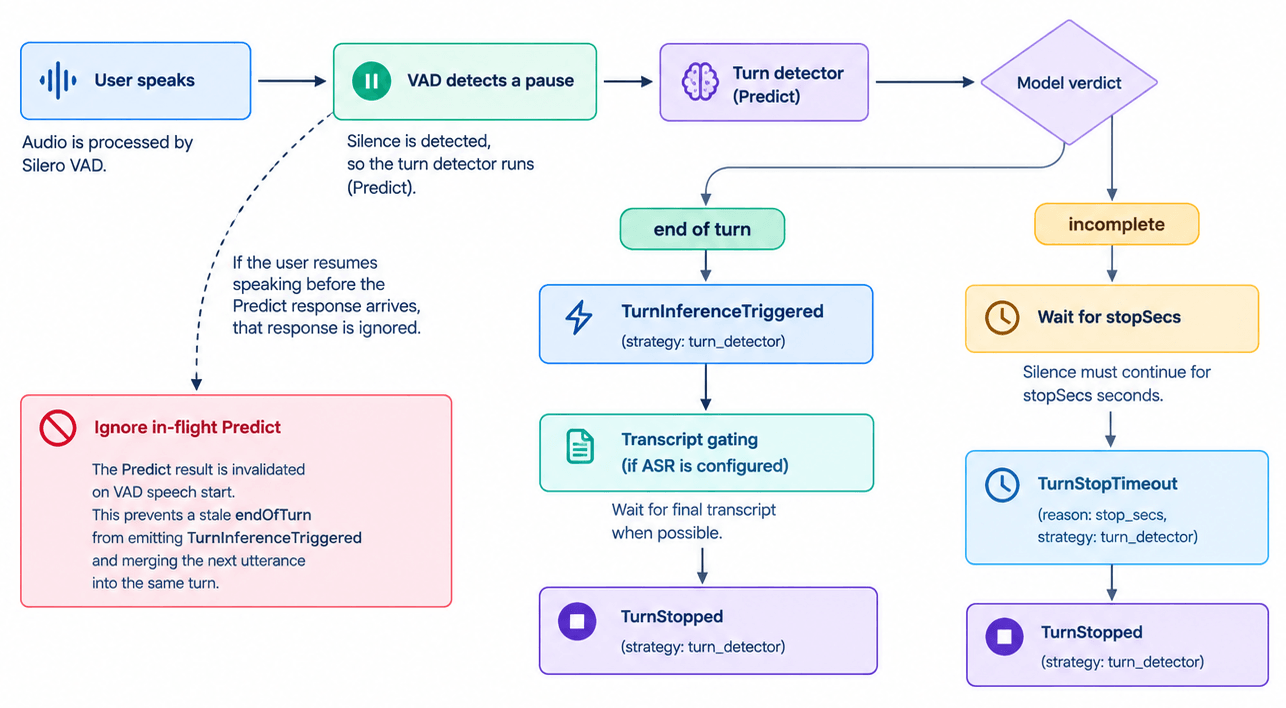 User speaks
Audio is processed by
Silero VAD.
VAD detects a pause
Silence is detected,
so the turn detector runs
(Predict).
Turn detector
(Predict)
Model verdict
If the user resumes
speaking before the
Predict response arrives,
that response is ignored.
Ignore in-flight Predict
The Predict result is invalidated
on VAD speech start.
This prevents a stale endOfTurn
from emitting TurnInferenceTriggered
and merging the next utterance
into the same turn.
end of turn
TurnInferenceTriggered
(strategy: turn_detector)
Transcript gating
(if ASR is configured)
Wait for final transcript
when possible.
TurnStopped
(strategy: turn_detector)
incomplete
Wait for stopSecs
Silence must continue for
stopSecs seconds.
TurnStopTimeout
(reason: stop_secs,
strategy: turn_detector)
TurnStopped
(strategy: turn_detector)